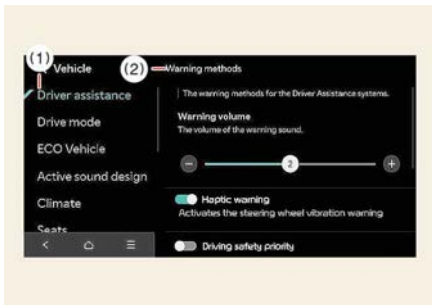 (1)
Vehicle
(2)
Warning methods
Driver assistance
The warning methods for the Driver Assistance systems.
Drive mode
Warning volume
The volume of the warning sound.
ECO Vehicle
2
Active sound design
Haptic warning
Activates the steering wheel vibration warning
Climate
Seats
Driving safety priority